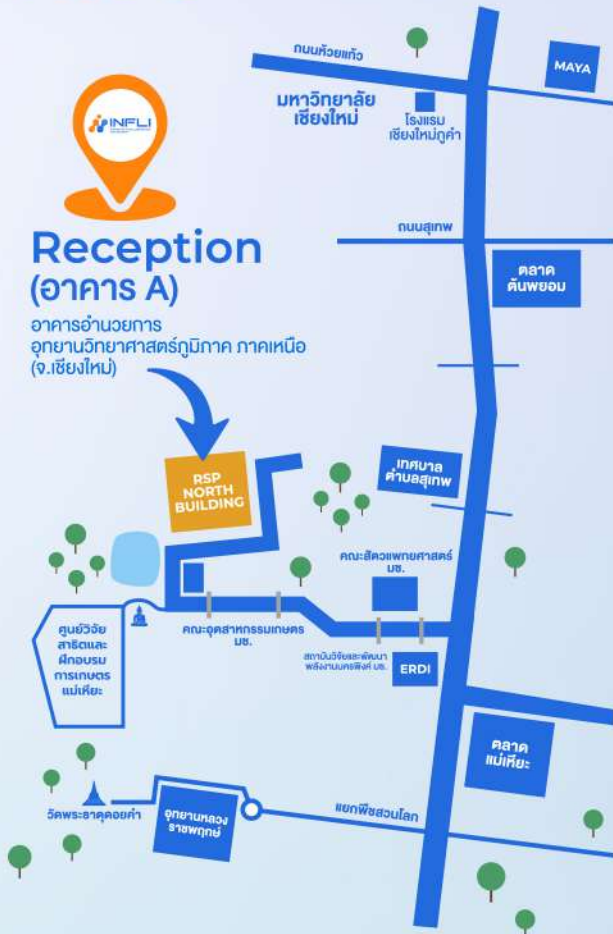 ถนนห้วยแก้ว
MAYA
มหาวิทยาลัย
เชียงใหม่
โรงแรม
เชียงใหม่ภูคำ
INFLI
Reception
(อาคาร A)
อาคารอำนวยการ
อุทยานวิทยาศาสตร์ภูมิภาค ภาคเหนือ
(จ.เชียงใหม่)
ถนนสุเทพ
ตลาด
ต้นพยอม
RSP
NORTH
BUILDING
เทศบาล
ตำบลสุเทพ
คณะสัตวแพทยศาสตร์
มช.
ศูนย์วิจัย
สาธิตและ
ฝึกอบรม
การเกษตร
แม่เหียะ
คณะอุตสาหกรรมเกษตร
มช.
สถาบันวิจัยและพัฒนา
พลังงานนครพิงค์ มช.
ERDI
ตลาด
แม่เหียะ
วัดพระธาตุดอยคำ
อุทยานหลวง
ราชพฤกษ์
แยกพืชสวนโลก